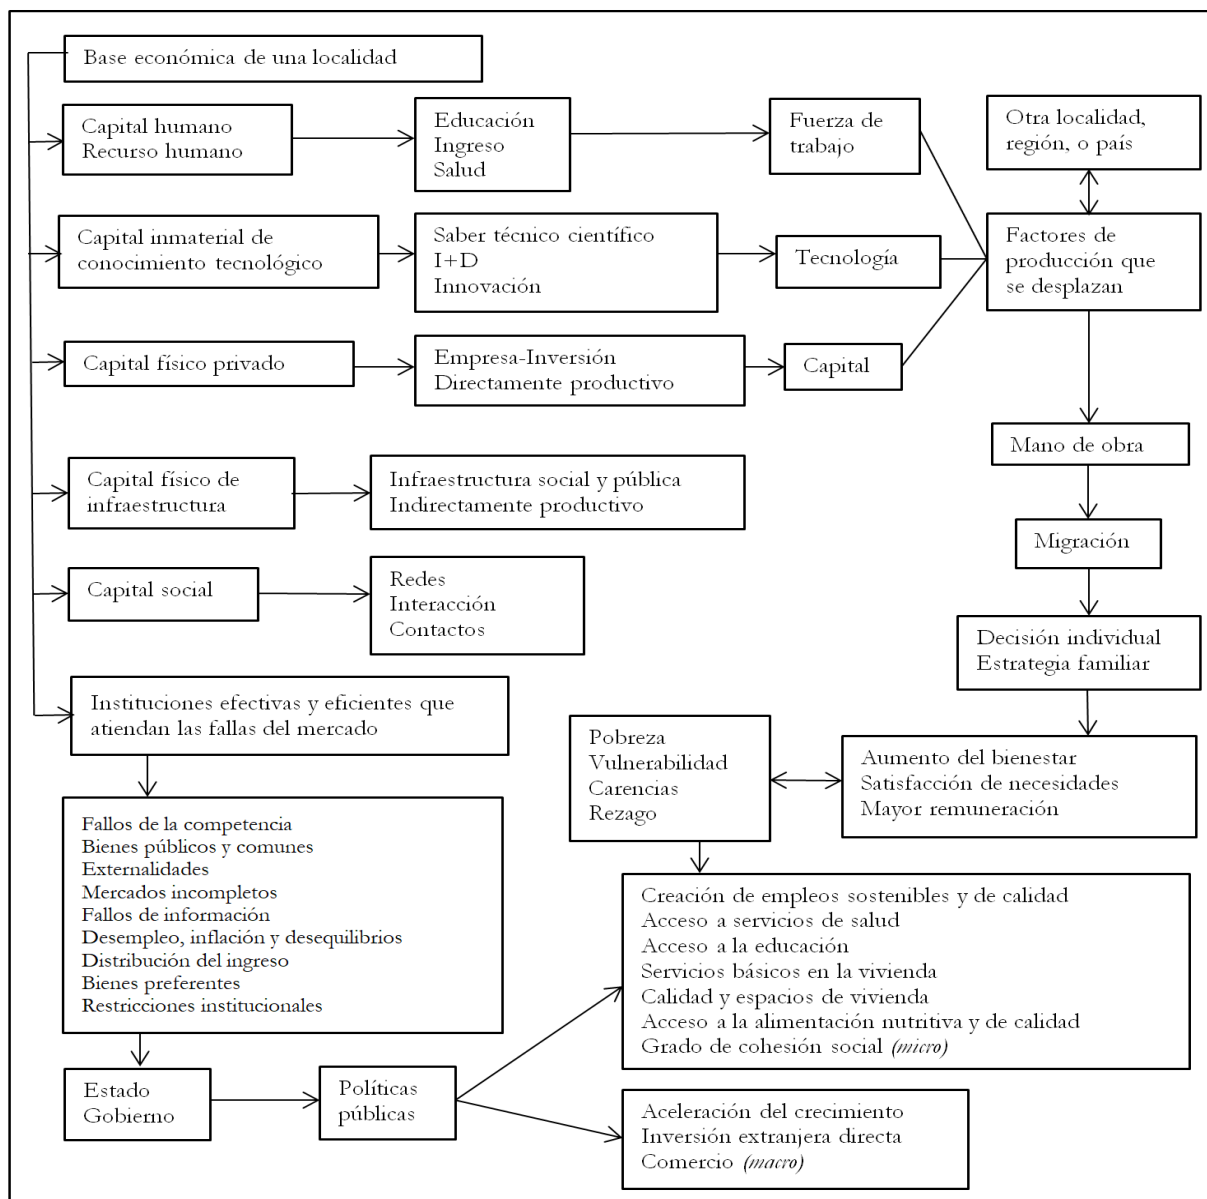 Base económica de una localidad
Capital humano
Recurso humano
Educación
Ingreso
Salud
Fuerza de
trabajo
Otra localidad,
región, o país
Capital inmaterial de
conocimiento tecnológico
Saber técnico científico
I+D
Innovación
Tecnología
Factores de
producción que
se desplazan
Capital físico privado
Empresa-Inversión
Directamente productivo
Capital
Mano de obra
Capital físico de
infraestructura
Infraestructura social y pública
Indirectamente productivo
Migración
Capital social
Redes
Interacción
Contactos
Decisión individual
Estrategia familiar
Instituciones efectivas y eficientes que
atiendan las fallas del mercado
Pobreza
Vulnerabilidad
Carencias
Rezago
Aumento del bienestar
Satisfacción de necesidades
Mayor remuneración
Fallos de la competencia
Bienes públicos y comunes
Externalidades
Mercados incompletos
Fallos de información
Desempleo, inflación y desequilibrios
Distribución del ingreso
Bienes preferentes
Restricciones institucionales
Creación de empleos sostenibles y de calidad
Acceso a servicios de salud
Acceso a la educación
Servicios básicos en la vivienda
Calidad y espacios de vivienda
Acceso a la alimentación nutritiva y de calidad
Grado de cohesión social (micro)
Estado
Gobierno
Políticas
públicas
Aceleración del crecimiento
Inversión extranjera directa
Comercio (macro)